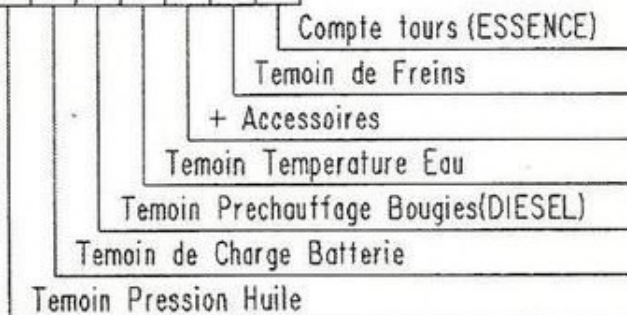 Compte tours (ESSENCE)
Temoin de Freins
+ Accessoires
Temoin Temperature Eau
Temoin Prechauffage Bougies(DIESEL)
Temoin de Charge Batterie
Temoin Pression Huile